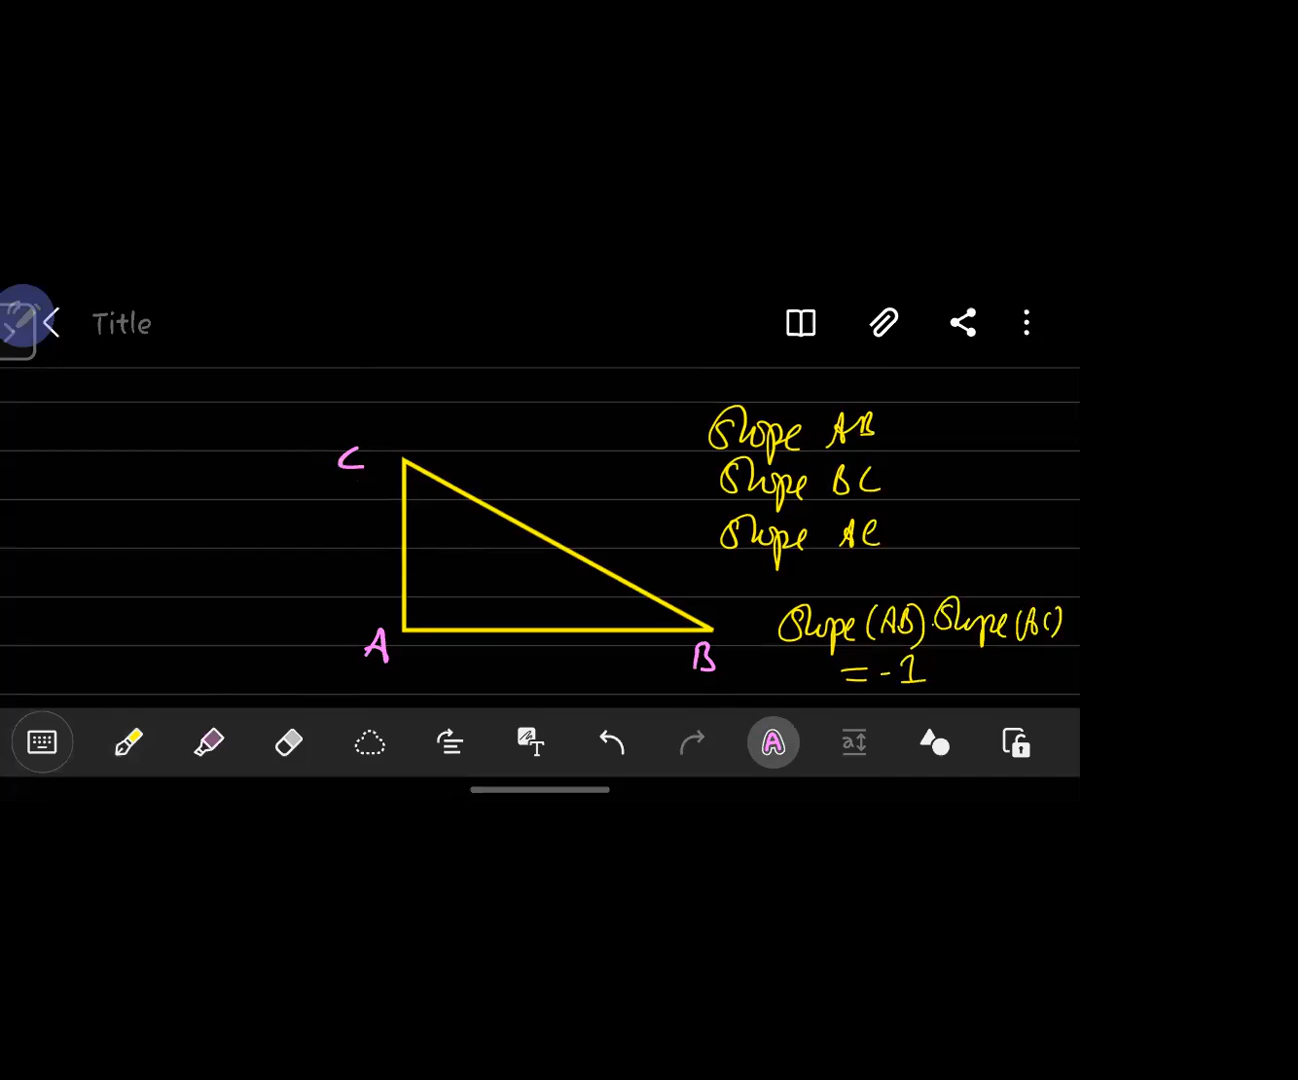 Title
Slope AB
C
Slope BC
Slope AC
Slope(AB).Slope(AC)
= -1
A
B